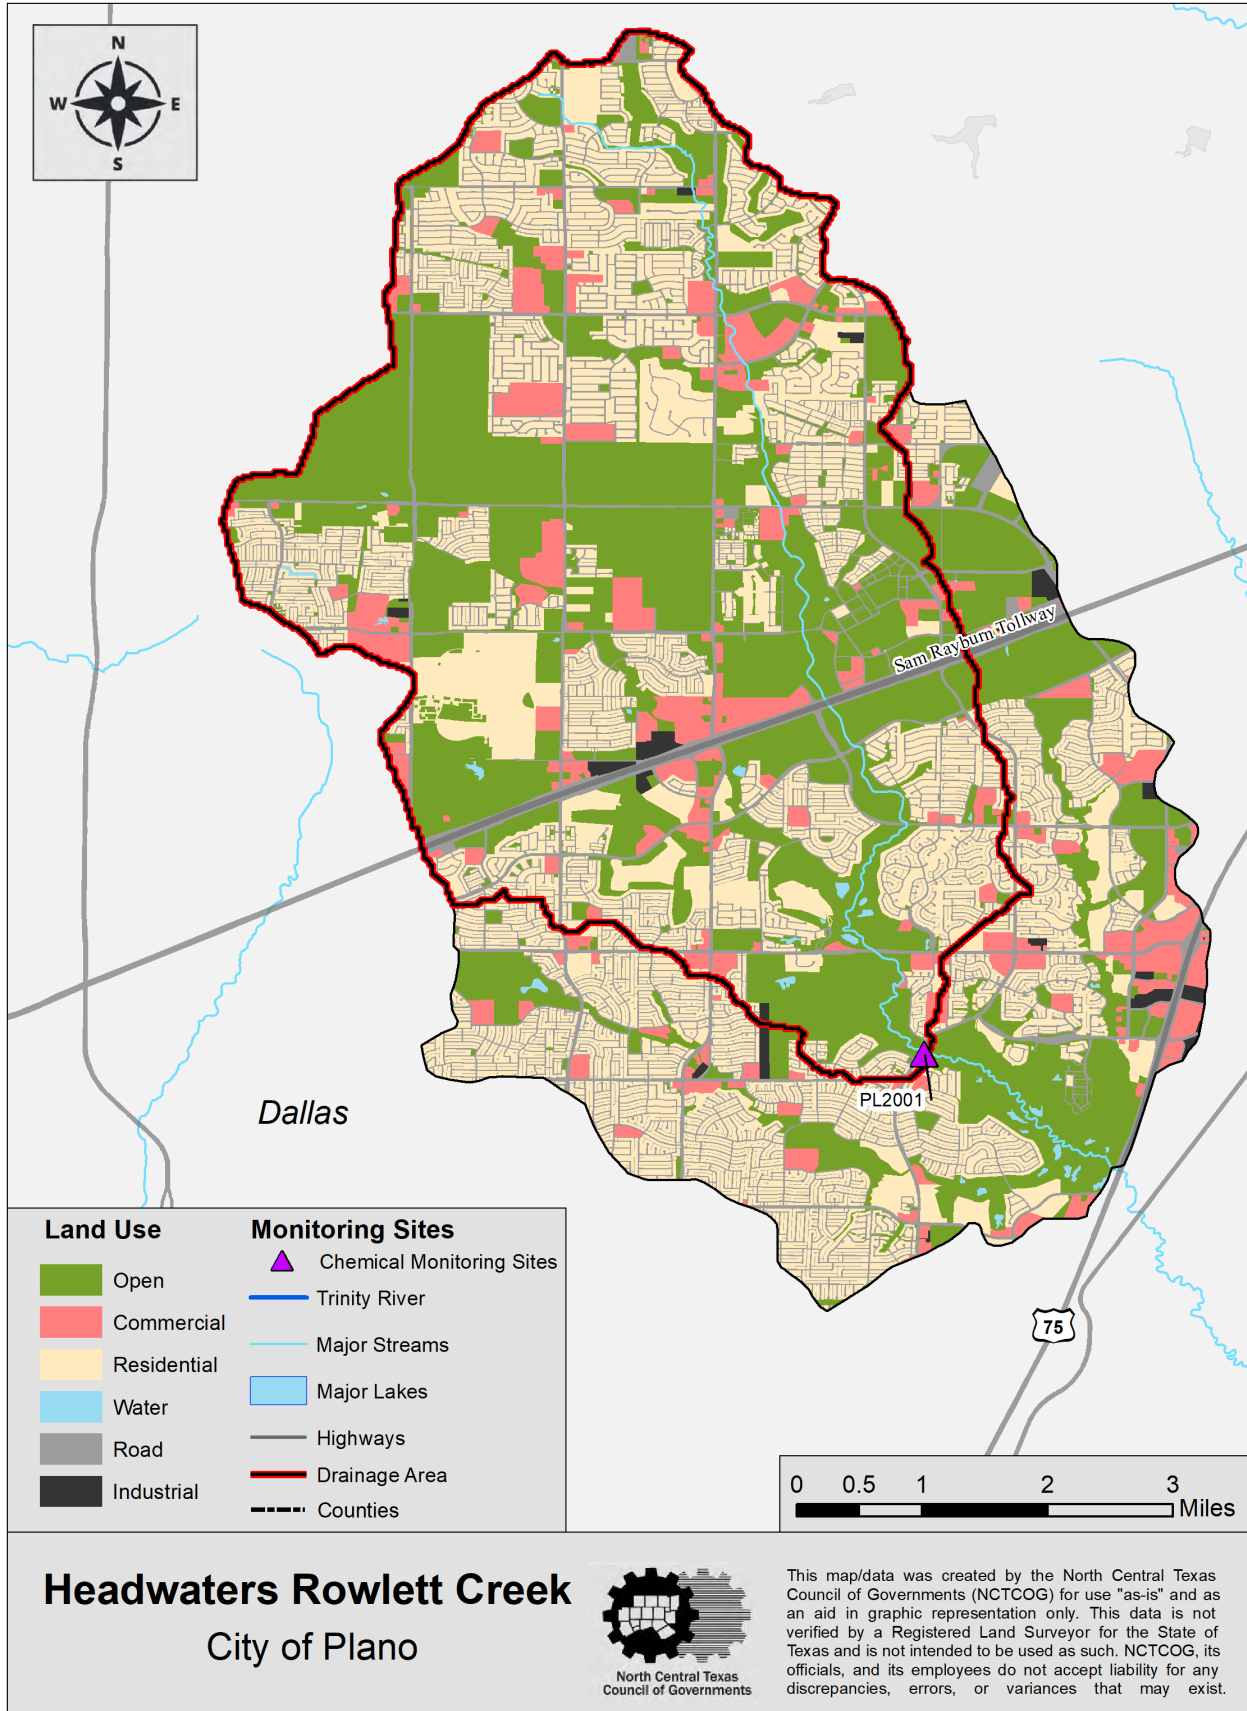 N
W
E
S
Sam Rayburn Tollway
PL2001
Dallas
75
Land Use
Open
Commercial
Residential
Water
Road
Industrial
Monitoring Sites
Chemical Monitoring Sites
Trinity River
Major Streams
Major Lakes
Highways
Drainage Area
Counties
0 0.5 1 2 3
Miles
Headwaters Rowlett Creek
City of Plano
North Central Texas
Council of Governments
This map/data was created by the North Central Texas
Council of Governments (NCTCOG) for use "as-is" and as
an aid in graphic representation only. This data is not
verified by a Registered Land Surveyor for the State of
Texas and is not intended to be used as such. NCTCOG, its
officials, and its employees do not accept liability for any
discrepancies, errors, or variances that may exist.